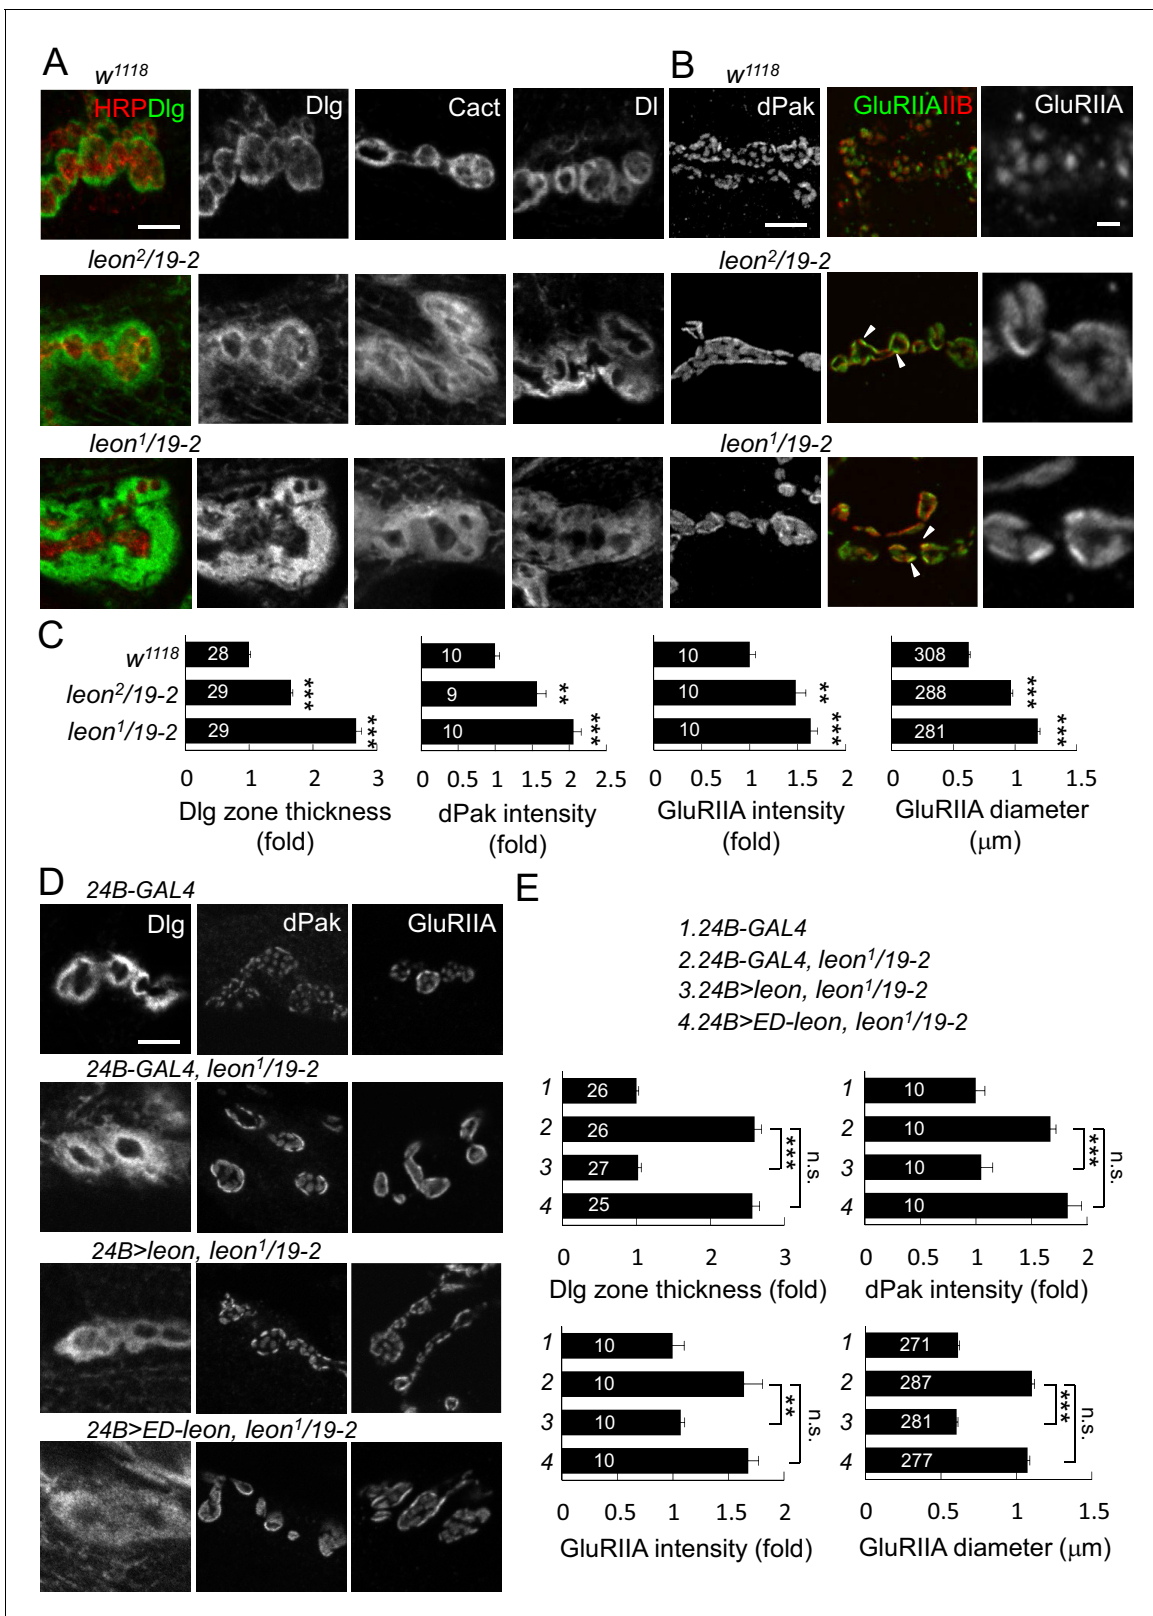 A
w1118
HRPDlg
Dlg
Cact
Dl
B
w1118
dPak
GluRIIAIIB
GluRIIA
leon2/19-2
leon2/19-2
leon1/19-2
leon1/19-2
C
w1118
leon2/19-2
leon1/19-2
28
29
***
29
***
0 1 2 3
Dlg zone thickness
(fold)
10
9
**
10
***
0 0.5 1 1.5 2 2.5
dPak intensity
(fold)
10
10
**
10
***
0 0.5 1 1.5 2
GluRIIA intensity
(fold)
308
288
***
281
***
0 0.5 1 1.5
GluRIIA diameter
(μm)
D
24B-GAL4
Dlg
dPak
GluRIIA
24B-GAL4, leon1/19-2
24B>leon, leon1/19-2
24B>ED-leon, leon1/19-2
E
1.24B-GAL4
2.24B-GAL4, leon1/19-2
3.24B>leon, leon1/19-2
4.24B>ED-leon, leon1/19-2
1 26
2 26
3 27
4 25
***
n.s.
0 1 2 3
Dlg zone thickness (fold)
1 10
2 10
3 10
4 10
***
n.s.
0 0.5 1 1.5 2
dPak intensity (fold)
1 10
2 10
3 10
4 10
**
n.s.
0 0.5 1 1.5 2
GluRIIA intensity (fold)
1 271
2 287
3 281
4 277
***
n.s.
0 0.5 1 1.5
GluRIIA diameter (μm)